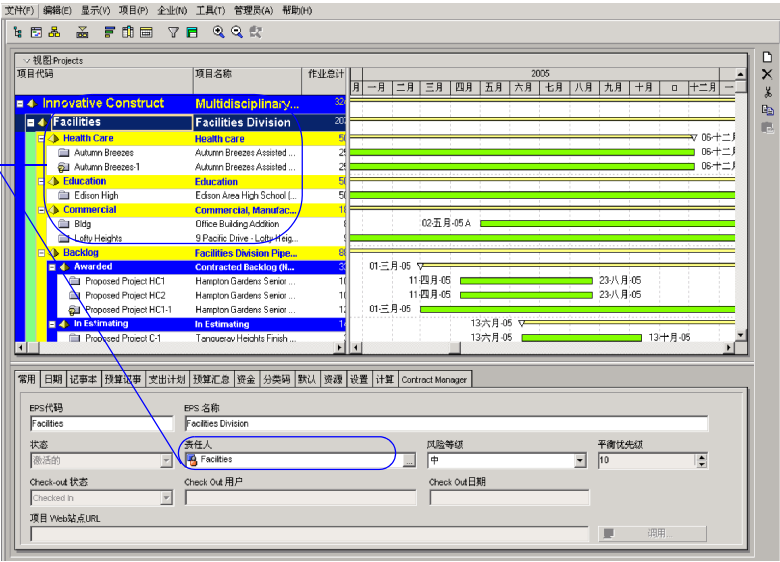 文件(F) 编辑(E) 显示(V) 项目(P) 企业(N) 工具(T) 管理员(A) 帮助(H)
视图:Projects
项目代码 项目名称 作业总计 2005
月 一月 二月 三月 四月 五月 六月 七月 八月 九月 十月 十二月 一
Innovative Construct Multidisciplinary...
Facilities Facilities Division
Health Care Health care 06-十二月
Autumn Breezes Autumn Breezes Assisted ... 06-十二月
Autumn Breezes-1 Autumn Breezes Assisted ... 06-十二月
Education Education
Edison High Edison Area High School (...
Commercial Commercial, Manufac...
Bldg Office Building Addition 02-五月-05 A
Lofty Heights 9 Pacific Drive - Lofty Heig...
Backlog Facilities Division Pipe...
Awarded Contracted Backlog (H... 01-三月-05
Proposed Project HC1 Hampton Gardens Senior ... 11-四月-05 23-八月-05
Proposed Project HC2 Hampton Gardens Senior ... 11-四月-05 23-八月-05
Proposed Project HC1-1 Hampton Gardens Senior ... 01-三月-05
In Estimating In Estimating 13-六月-05
Proposed Project C-1 Tanqueray Heights Finish ... 13-六月-05 13-十月-05
常用 日期 记事本 预算记事 支出计划 预算汇总 资金 分类码 默认 资源 设置 计算 Contract Manager
EPS代码 EPS 名称
Facilities Facilities Division
状态 责任人 风险等级 平衡优先级
激活的 Facilities ... 中 10
Check-out 状态 Check Out 用户 Check Out日期
Checked In
项目 Web站点URL
调用...